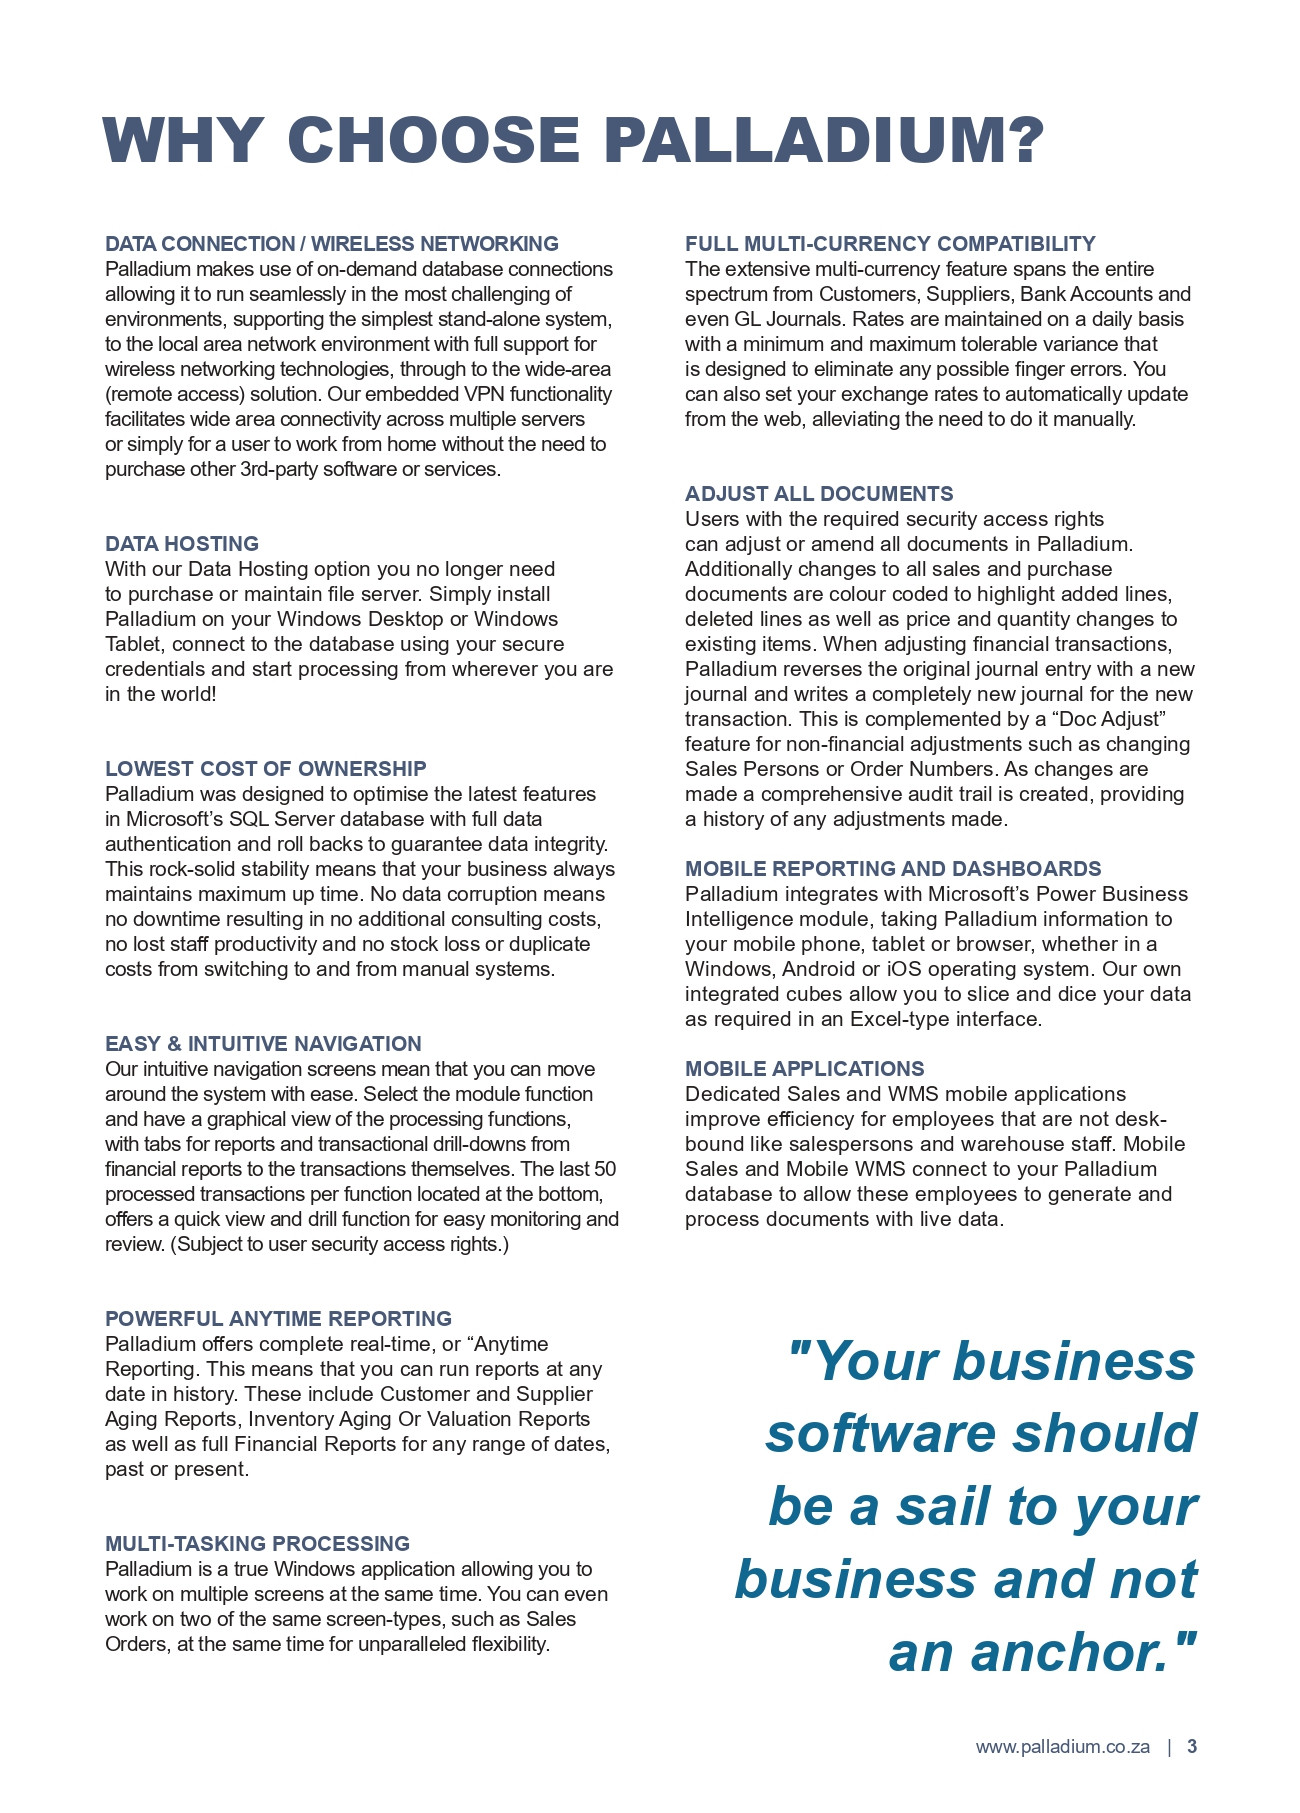 WHY CHOOSE PALLADIUM?
DATA CONNECTION / WIRELESS NETWORKING
Palladium makes use of on-demand database connections
allowing it to run seamlessly in the most challenging of
environments, supporting the simplest stand-alone system,
to the local area network environment with full support for
wireless networking technologies, through to the wide-area
(remote access) solution. Our embedded VPN functionality
facilitates wide area connectivity across multiple servers
or simply for a user to work from home without the need to
purchase other 3rd-party software or services.
DATA HOSTING
With our Data Hosting option you no longer need
to purchase or maintain file server. Simply install
Palladium on your Windows Desktop or Windows
Tablet, connect to the database using your secure
credentials and start processing from wherever you are
in the world!
LOWEST COST OF OWNERSHIP
Palladium was designed to optimise the latest features
in Microsoft’s SQL Server database with full data
authentication and roll backs to guarantee data integrity.
This rock-solid stability means that your business always
maintains maximum up time. No data corruption means
no downtime resulting in no additional consulting costs,
no lost staff productivity and no stock loss or duplicate
costs from switching to and from manual systems.
EASY & INTUITIVE NAVIGATION
Our intuitive navigation screens mean that you can move
around the system with ease. Select the module function
and have a graphical view of the processing functions,
with tabs for reports and transactional drill-downs from
financial reports to the transactions themselves. The last 50
processed transactions per function located at the bottom,
offers a quick view and drill function for easy monitoring and
review. (Subject to user security access rights.)
POWERFUL ANYTIME REPORTING
Palladium offers complete real-time, or “Anytime
Reporting. This means that you can run reports at any
date in history. These include Customer and Supplier
Aging Reports, Inventory Aging Or Valuation Reports
as well as full Financial Reports for any range of dates,
past or present.
MULTI-TASKING PROCESSING
Palladium is a true Windows application allowing you to
work on multiple screens at the same time. You can even
work on two of the same screen-types, such as Sales
Orders, at the same time for unparalleled flexibility.
FULL MULTI-CURRENCY COMPATIBILITY
The extensive multi-currency feature spans the entire
spectrum from Customers, Suppliers, Bank Accounts and
even GL Journals. Rates are maintained on a daily basis
with a minimum and maximum tolerable variance that
is designed to eliminate any possible finger errors. You
can also set your exchange rates to automatically update
from the web, alleviating the need to do it manually.
ADJUST ALL DOCUMENTS
Users with the required security access rights
can adjust or amend all documents in Palladium.
Additionally changes to all sales and purchase
documents are colour coded to highlight added lines,
deleted lines as well as price and quantity changes to
existing items. When adjusting financial transactions,
Palladium reverses the original journal entry with a new
journal and writes a completely new journal for the new
transaction. This is complemented by a “Doc Adjust”
feature for non-financial adjustments such as changing
Sales Persons or Order Numbers. As changes are
made a comprehensive audit trail is created, providing
a history of any adjustments made.
MOBILE REPORTING AND DASHBOARDS
Palladium integrates with Microsoft’s Power Business
Intelligence module, taking Palladium information to
your mobile phone, tablet or browser, whether in a
Windows, Android or iOS operating system. Our own
integrated cubes allow you to slice and dice your data
as required in an Excel-type interface.
MOBILE APPLICATIONS
Dedicated Sales and WMS mobile applications
improve efficiency for employees that are not desk-
bound like salespersons and warehouse staff. Mobile
Sales and Mobile WMS connect to your Palladium
database to allow these employees to generate and
process documents with live data.
"Your business
software should
be a sail to your
business and not
an anchor."
www.palladium.co.za | 3